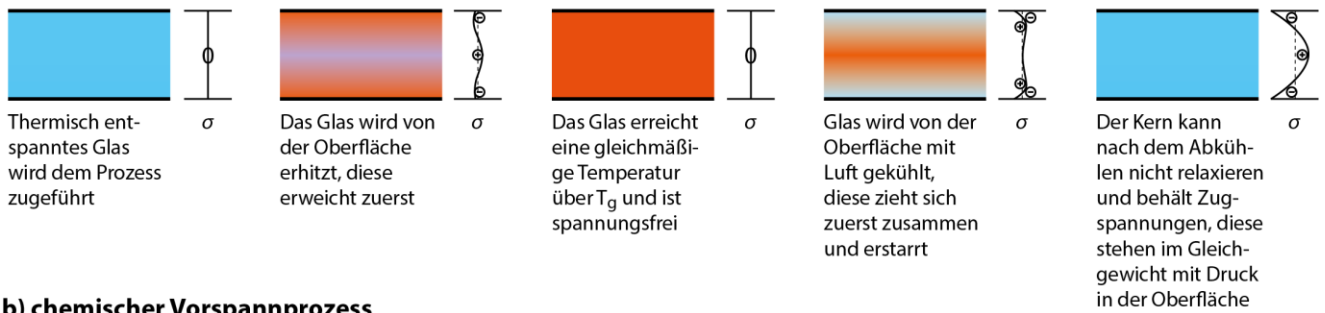 0
⊖
⊕
⊖
0
⊖
⊕
⊕
⊖
⊖
⊕
⊖
σ
σ
σ
σ
σ
Thermisch ent-
spanntes Glas
wird dem Prozess
zugeführt
Das Glas wird von
der Oberfläche
erhitzt, diese
erweicht zuerst
Das Glas erreicht
eine gleichmäßi-
ge Temperatur
über Tg und ist
spannungsfrei
Glas wird von der
Oberfläche mit
Luft gekühlt,
diese zieht sich
zuerst zusammen
und erstarrt
Der Kern kann
nach dem Abküh-
len nicht relaxieren
und behält Zug-
spannungen, diese
stehen im Gleich-
gewicht mit Druck
in der Oberfläche
b) chemischer Vorspannprozess